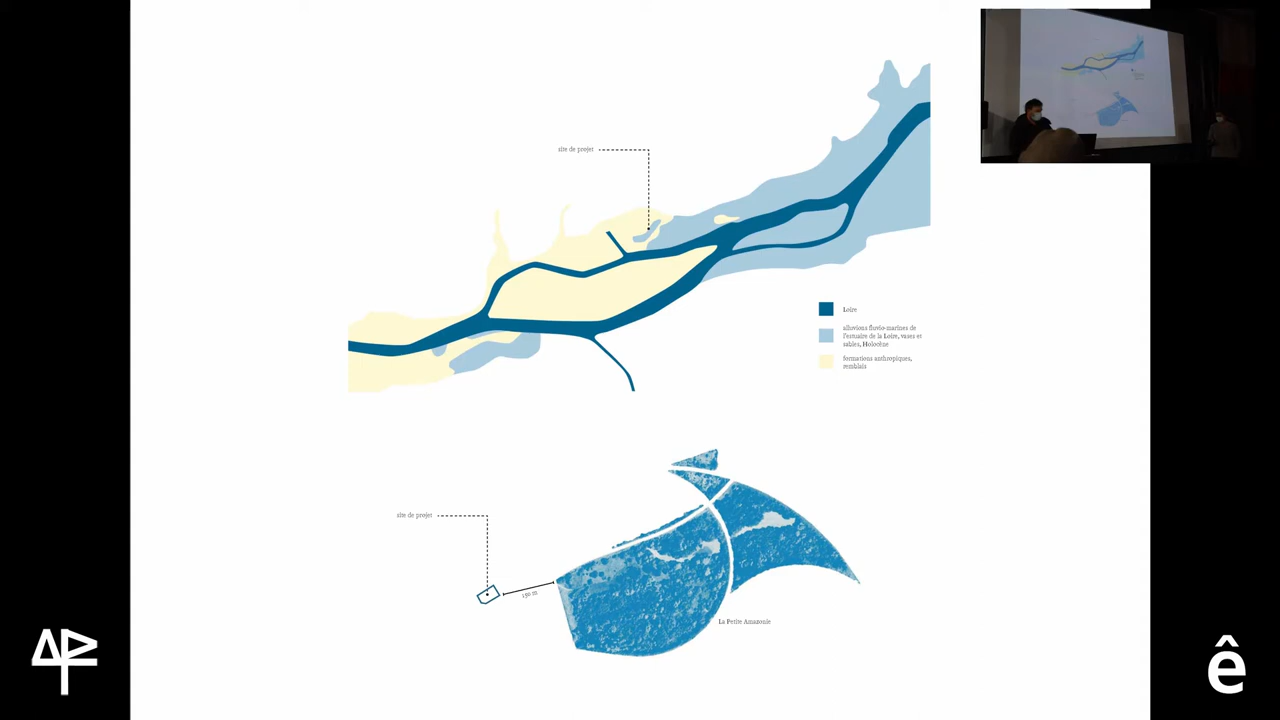 site de projet
Loire
alluvions fluvio-marines de
l'estuaire de la Loire, vases et
sables, Holocène
formations anthropiques,
remblais
site de projet
150 m
La Petite Amazonie
ê